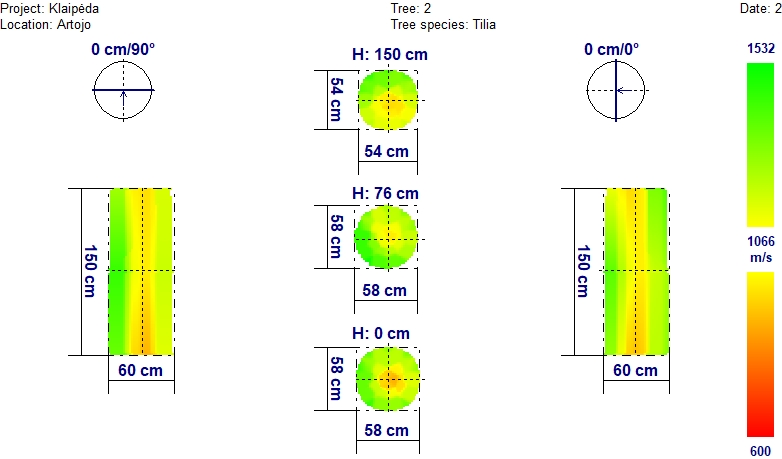 Project: Klaipėda Tree: 2 Date: 2
Location: Artojo Tree species: Tilia
0 cm/90° H: 150 cm 0 cm/0° 1532
54 cm
54 cm
H: 76 cm
58 cm
58 cm
150 cm
150 cm
1066
m/s
H: 0 cm
58 cm
60 cm
60 cm
58 cm
600